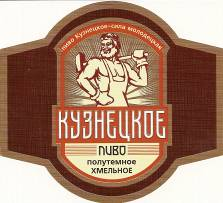 пиво Кузнецкое-сила молодецкая
КУЗНЕЦКОЕ
ПИВО
полутемное
ХМЕЛЬНОЕ